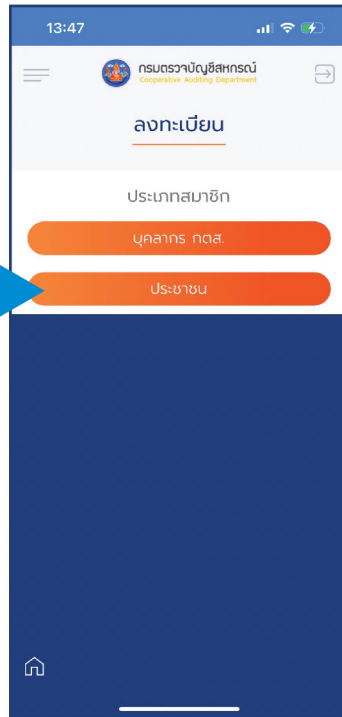 13:47
กรมตรวจบัญชีสหกรณ์
Cooperative Auditing Department
ลงทะเบียน
ประเภทสมาชิก
บุคลากร กตส.
ประชาชน